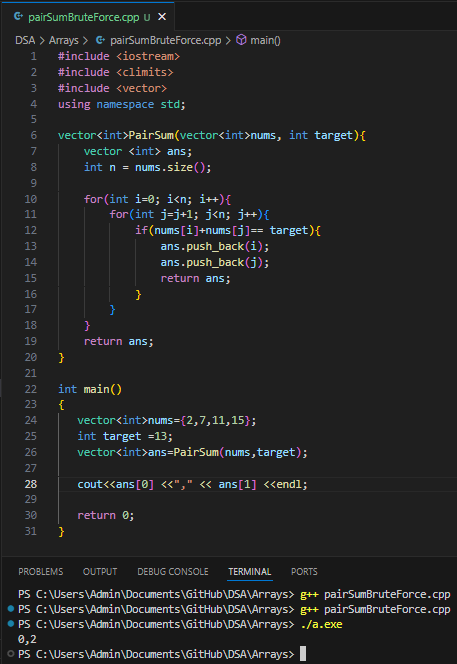 pairSumBruteForce.cpp U
DSA > Arrays > pairSumBruteForce.cpp > main()
1 #include <iostream>
2 #include <climits>
3 #include <vector>
4 using namespace std;
5
6 vector<int>PairSum(vector<int>nums, int target){
7 vector <int> ans;
8 int n = nums.size();
9
10 for(int i=0; i<n; i++){
11 for(int j=j+1; j<n; j++){
12 if(nums[i]+nums[j]== target){
13 ans.push_back(i);
14 ans.push_back(j);
15 return ans;
16 }
17 }
18 }
19 return ans;
20 }
21
22 int main()
23 {
24 vector<int>nums={2,7,11,15};
25 int target =13;
26 vector<int>ans=PairSum(nums,target);
27
28 cout<<ans[0] <<"," << ans[1] <<endl;
29
30 return 0;
31 }
PROBLEMS OUTPUT DEBUG CONSOLE TERMINAL PORTS
PS C:\Users\Admin\Documents\GitHub\DSA\Arrays> g++ pairSumBruteForce.cpp
PS C:\Users\Admin\Documents\GitHub\DSA\Arrays> g++ pairSumBruteForce.cpp
PS C:\Users\Admin\Documents\GitHub\DSA\Arrays> ./a.exe
0,2
PS C:\Users\Admin\Documents\GitHub\DSA\Arrays>